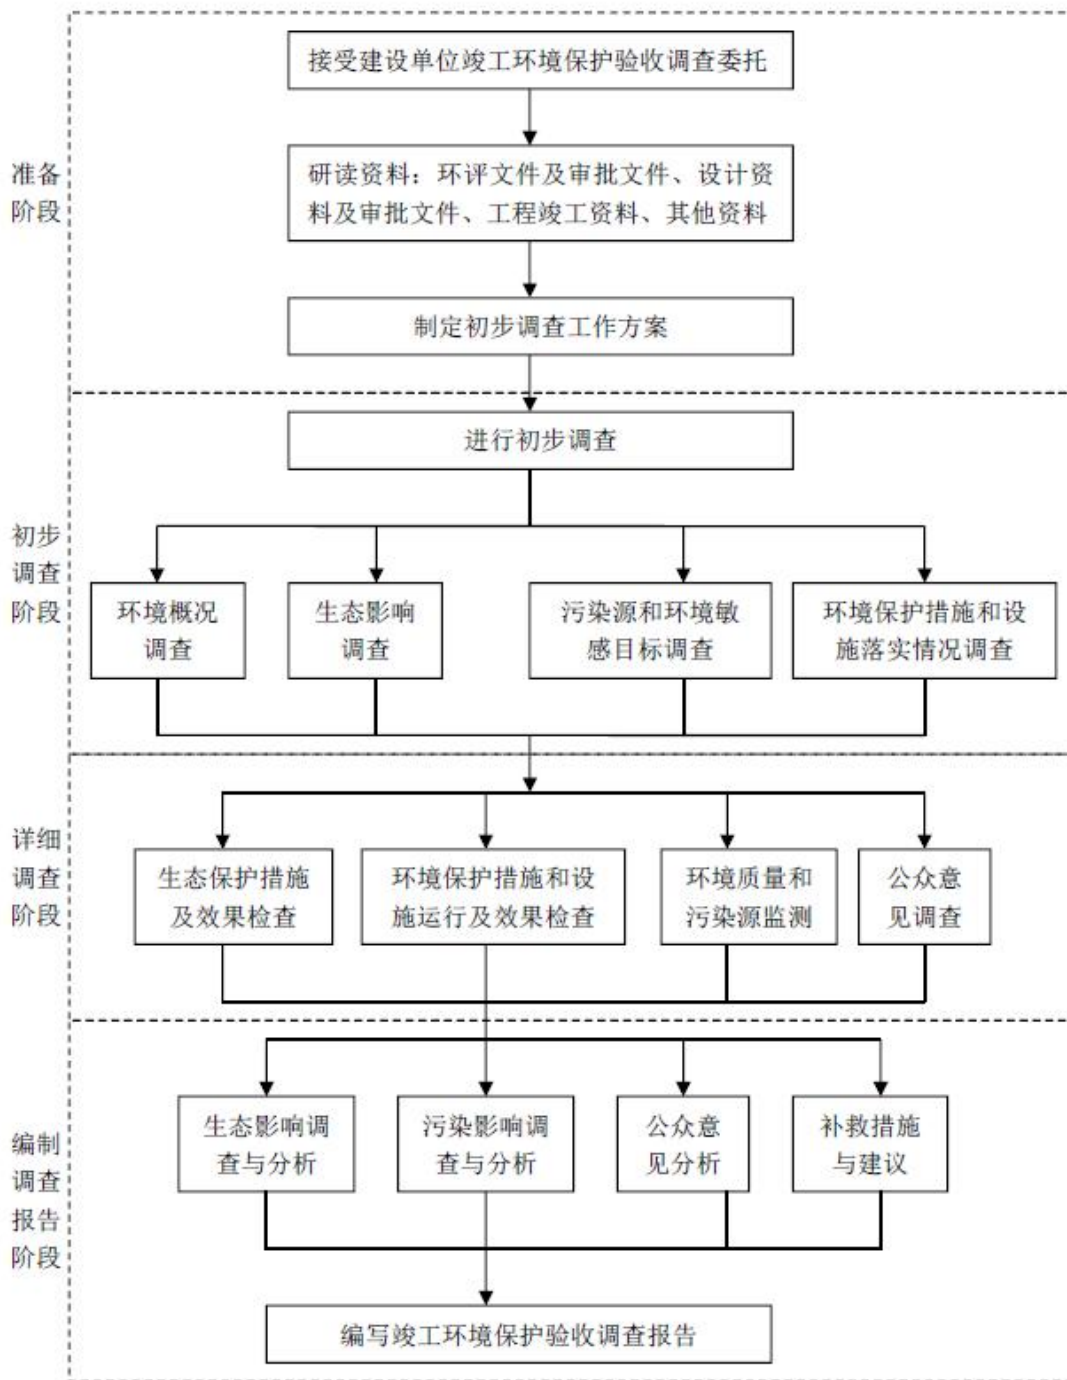 接受建设单位竣工环境保护验收调查委托
准备
阶段
研读资料：环评文件及审批文件、设计资
料及审批文件、工程竣工资料、其他资料
制定初步调查工作方案
进行初步调查
初步
调查
阶段
环境概况
调查
生态影响
调查
污染源和环境敏
感目标调查
环境保护措施和设
施落实情况调查
详细
调查
阶段
生态保护措施
及效果检查
环境保护措施和设
施运行及效果检查
环境质量和
污染源监测
公众意
见调查
编制
调查
报告
阶段
生态影响调
查与分析
污染影响调
查与分析
公众意
见分析
补救措施
与建议
编写竣工环境保护验收调查报告